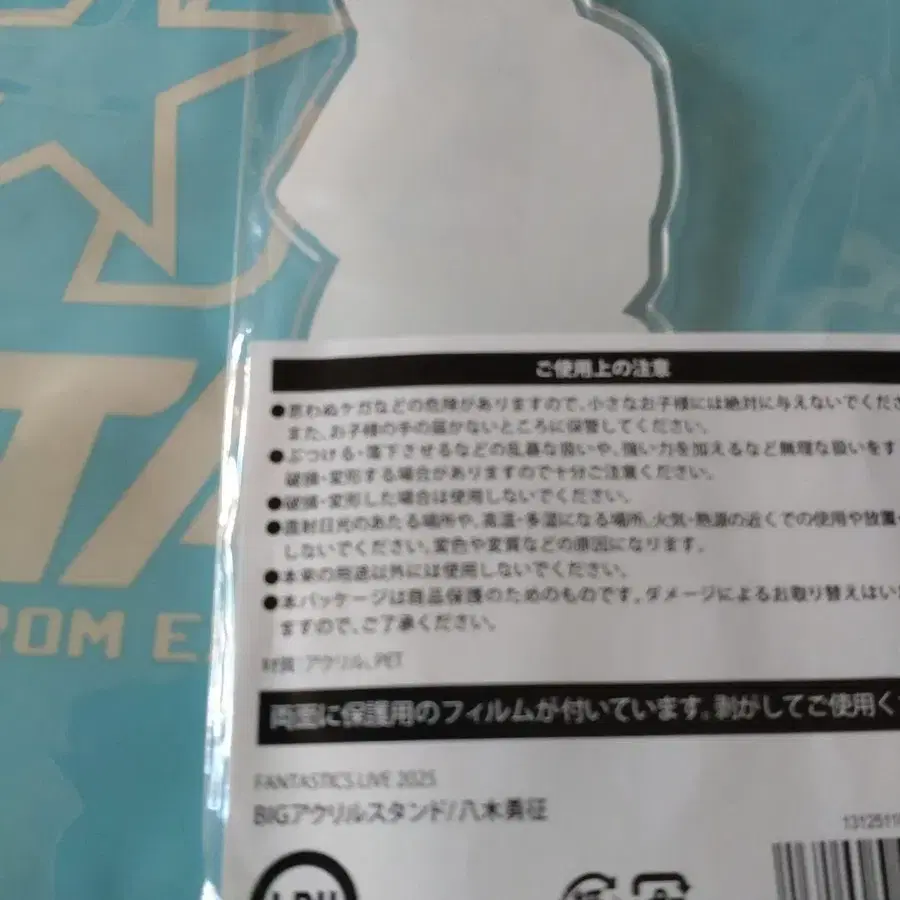 ROM E
ご使用上の注意
●思わぬケガなどの危険がありますので、小さなお子様には絶対に与えないでくださ
また、お子様の手の届かないところに保管してください。
●ぶつける・落下させるなどの乱暴な扱いや、強い力を加えるなど無理な扱いをす
破損・変形する場合がありますので十分ご注意ください。
●破損・変形した場合は使用しないでください。
●直射日光のあたる場所や、高温・多湿になる場所、火気・熱源の近くでの使用や放置
しないでください。変色や変質などの原因になります。
●本来の用途以外には使用しないでください。
●本パッケージは商品保護のためのものです。ダメージによるお取り替えはい
ますので、ご了承ください。
材質:アクリル、PET
両面に保護用のフィルムが付いています。剥がしてご使用く
FANTASTICS LIVE 2025
BIGアクリルスタンド/八木勇征
1312511
LDH